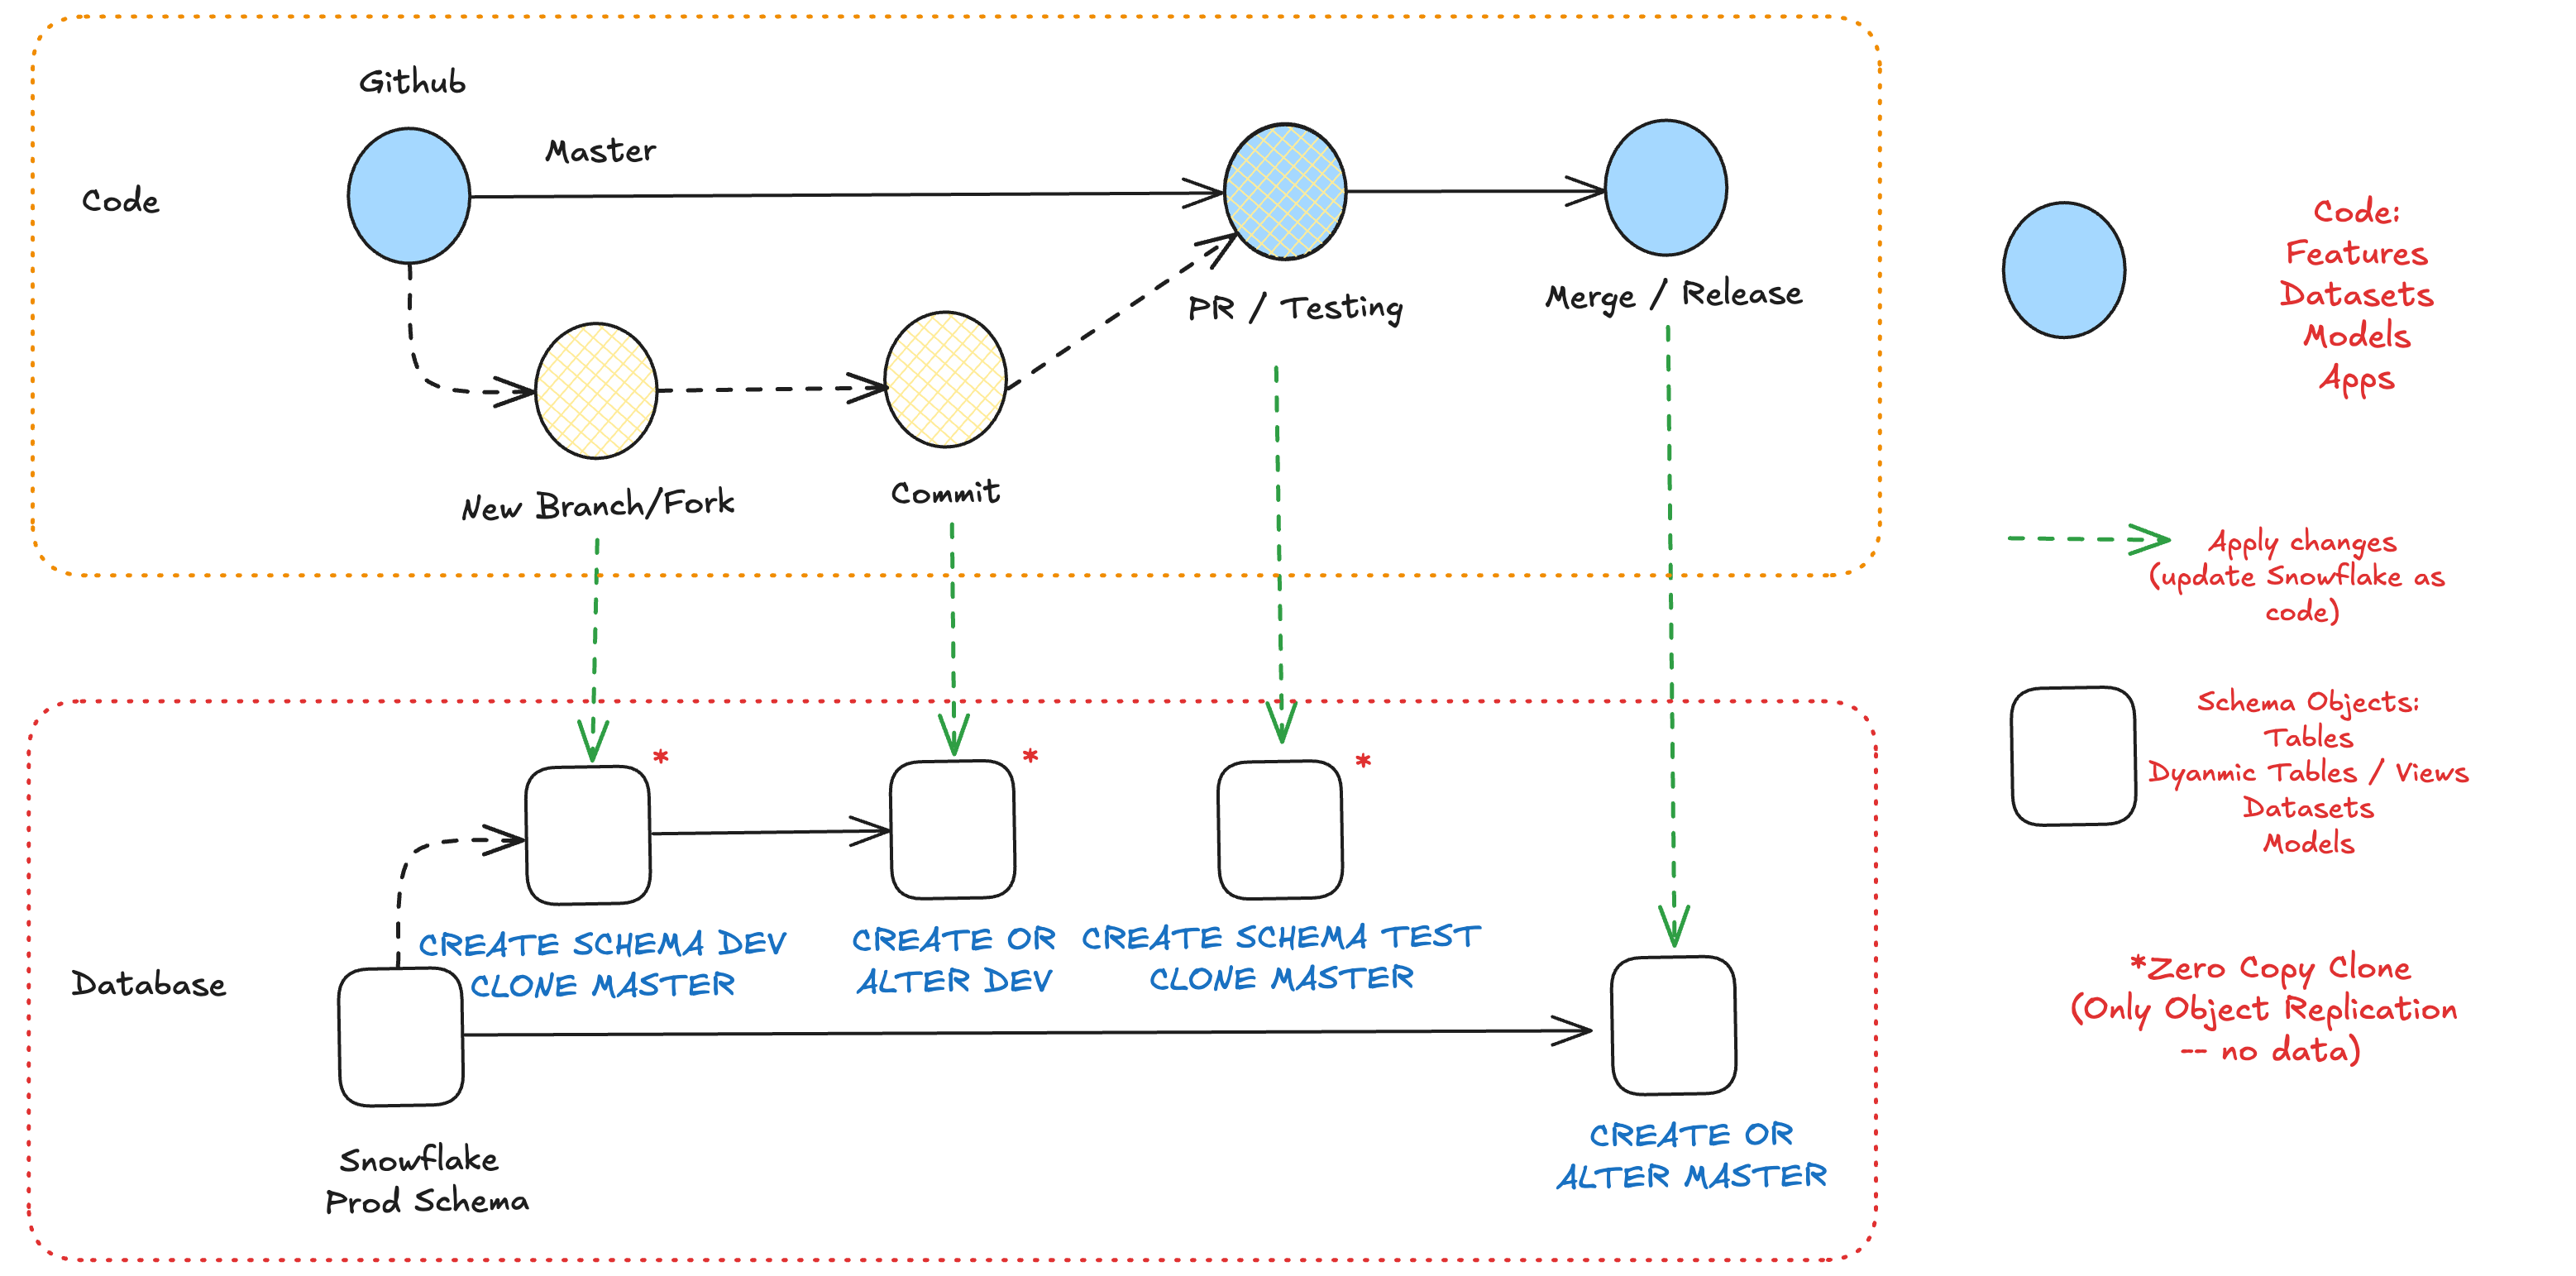 Github
Master
Code
PR / Testing
Merge / Release
New Branch/Fork
Commit
Code:
Features
Datasets
Models
Apps
Apply changes
(update Snowflake as
code)
Schema Objects:
Tables
Dyanmic Tables / Views
Datasets
Models
*
*
*
CREATE SCHEMA DEV
CLONE MASTER
CREATE OR
ALTER DEV
CREATE SCHEMA TEST
CLONE MASTER
Database
Snowflake
Prod Schema
CREATE OR
ALTER MASTER
*Zero Copy Clone
(Only Object Replication
-- no data)